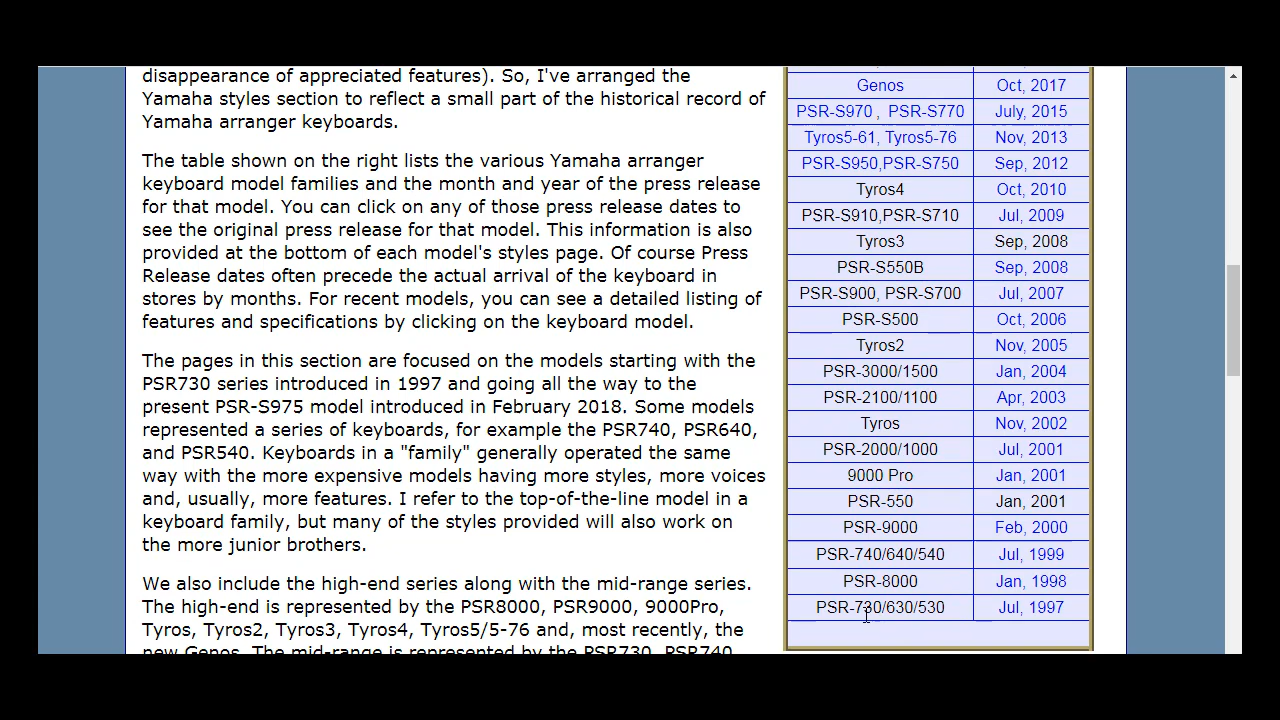 disappearance of appreciated features). So, I've arranged the
Yamaha styles section to reflect a small part of the historical record of
Yamaha arranger keyboards.
The table shown on the right lists the various Yamaha arranger
keyboard model families and the month and year of the press release
for that model. You can click on any of those press release dates to
see the original press release for that model. This information is also
provided at the bottom of each model's styles page. Of course Press
Release dates often precede the actual arrival of the keyboard in
stores by months. For recent models, you can see a detailed listing of
features and specifications by clicking on the keyboard model.
The pages in this section are focused on the models starting with the
PSR730 series introduced in 1997 and going all the way to the
present PSR-S975 model introduced in February 2018. Some models
represented a series of keyboards, for example the PSR740, PSR640,
and PSR540. Keyboards in a "family" generally operated the same
way with the more expensive models having more styles, more voices
and, usually, more features. I refer to the top-of-the-line model in a
keyboard family, but many of the styles provided will also work on
the more junior brothers.
We also include the high-end series along with the mid-range series.
The high-end is represented by the PSR8000, PSR9000, 9000Pro,
Tyros, Tyros2, Tyros3, Tyros4, Tyros5/5-76 and, most recently, the
new Genos. The mid-range is represented by the PSR730, PSR740
Genos Oct, 2017
PSR-S970 , PSR-S770 July, 2015
Tyros5-61, Tyros5-76 Nov, 2013
PSR-S950,PSR-S750 Sep, 2012
Tyros4 Oct, 2010
PSR-S910,PSR-S710 Jul, 2009
Tyros3 Sep, 2008
PSR-S550B Sep, 2008
PSR-S900, PSR-S700 Jul, 2007
PSR-S500 Oct, 2006
Tyros2 Nov, 2005
PSR-3000/1500 Jan, 2004
PSR-2100/1100 Apr, 2003
Tyros Nov, 2002
PSR-2000/1000 Jul, 2001
9000 Pro Jan, 2001
PSR-550 Jan, 2001
PSR-9000 Feb, 2000
PSR-740/640/540 Jul, 1999
PSR-8000 Jan, 1998
PSR-730/630/530 Jul, 1997